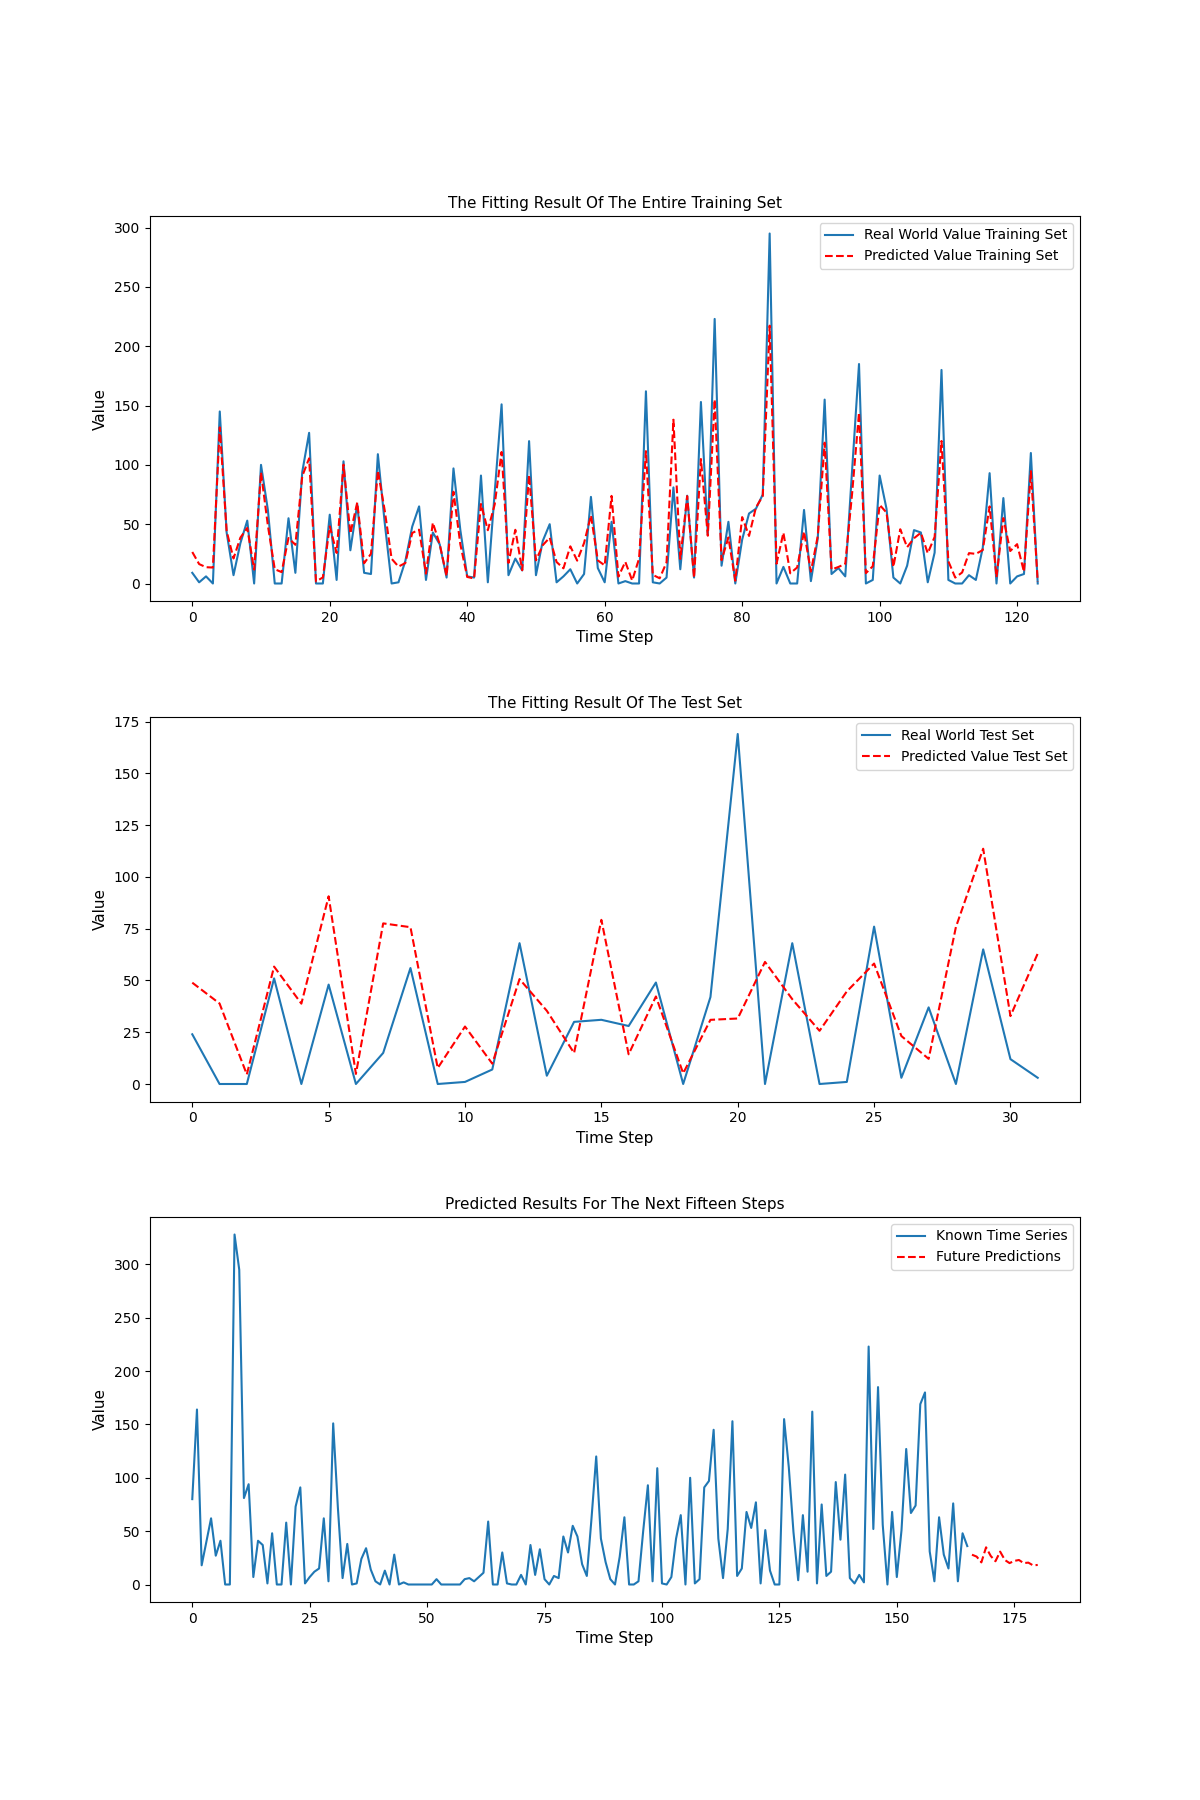 The Fitting Result Of The Entire Training Set
Real World Value Training Set
Predicted Value Training Set
300
250
200
150
100
50
0
Value
0 20 40 60 80 100 120
Time Step
The Fitting Result Of The Test Set
Real World Test Set
Predicted Value Test Set
175
150
125
100
75
50
25
0
Value
0 5 10 15 20 25 30
Time Step
Predicted Results For The Next Fifteen Steps
Known Time Series
Future Predictions
300
250
200
150
100
50
0
Value
0 25 50 75 100 125 150 175
Time Step